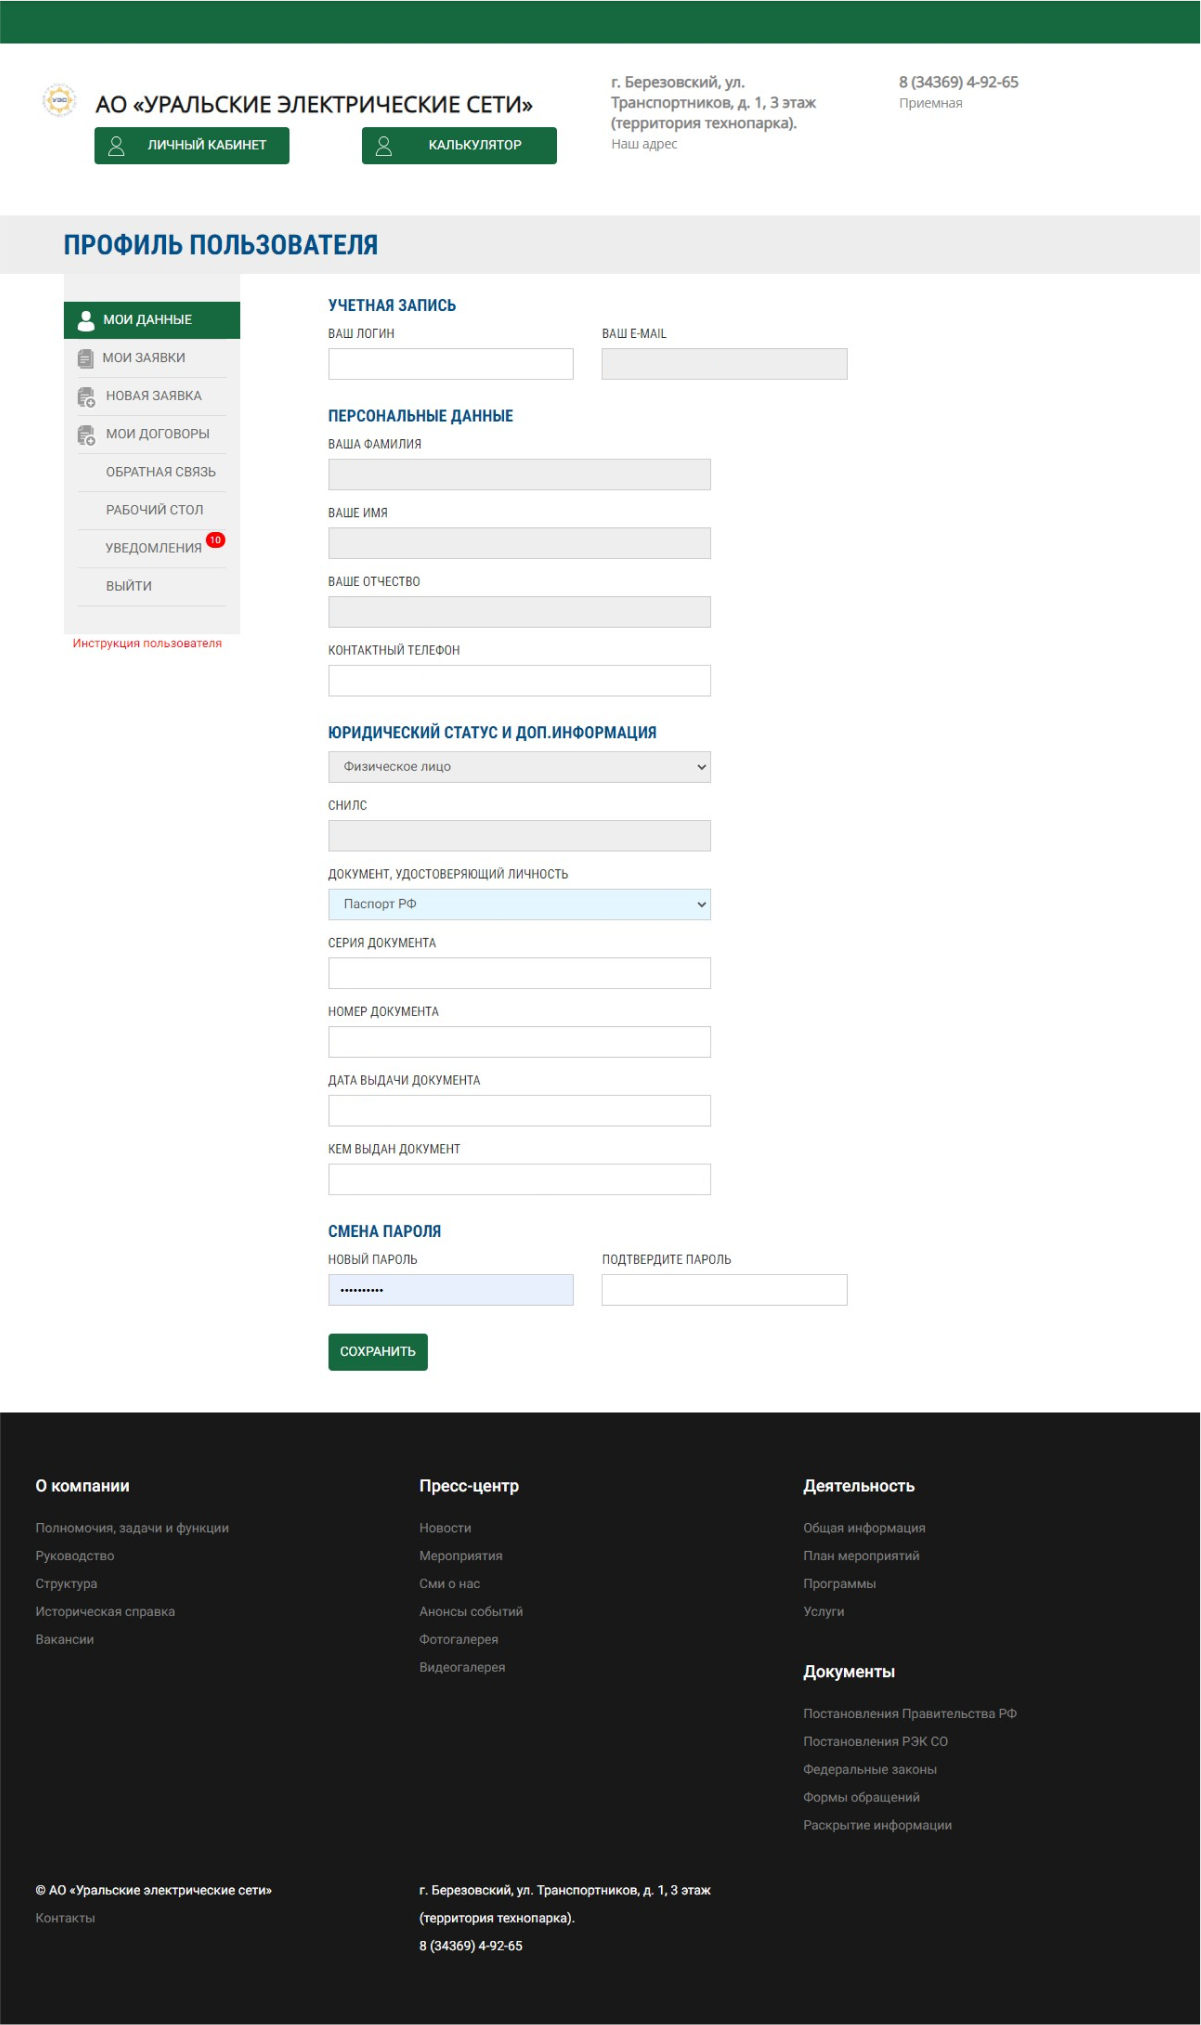 УЭС
АО «УРАЛЬСКИЕ ЭЛЕКТРИЧЕСКИЕ СЕТИ»
ЛИЧНЫЙ КАБИНЕТ
КАЛЬКУЛЯТОР
г. Березовский, ул.
Транспортников, д. 1, 3 этаж
(территория технопарка).
Наш адрес
8 (34369) 4-92-65
Приемная
ПРОФИЛЬ ПОЛЬЗОВАТЕЛЯ
МОИ ДАННЫЕ
МОИ ЗАЯВКИ
НОВАЯ ЗАЯВКА
МОИ ДОГОВОРЫ
ОБРАТНАЯ СВЯЗЬ
РАБОЧИЙ СТОЛ
УВЕДОМЛЕНИЯ 10
ВЫЙТИ
Инструкция пользователя
УЧЕТНАЯ ЗАПИСЬ
ВАШ ЛОГИН
ВАШ E-MAIL
ПЕРСОНАЛЬНЫЕ ДАННЫЕ
ВАША ФАМИЛИЯ
ВАШЕ ИМЯ
ВАШЕ ОТЧЕСТВО
КОНТАКТНЫЙ ТЕЛЕФОН
ЮРИДИЧЕСКИЙ СТАТУС И ДОП.ИНФОРМАЦИЯ
Физическое лицо
СНИЛС
ДОКУМЕНТ, УДОСТОВЕРЯЮЩИЙ ЛИЧНОСТЬ
Паспорт РФ
СЕРИЯ ДОКУМЕНТА
НОМЕР ДОКУМЕНТА
ДАТА ВЫДАЧИ ДОКУМЕНТА
КЕМ ВЫДАН ДОКУМЕНТ
СМЕНА ПАРОЛЯ
НОВЫЙ ПАРОЛЬ
ПОДТВЕРДИТЕ ПАРОЛЬ
••••••••••
СОХРАНИТЬ
О компании
Полномочия, задачи и функции
Руководство
Структура
Историческая справка
Вакансии
Пресс-центр
Новости
Мероприятия
Сми о нас
Анонсы событий
Фотогалерея
Видеогалерея
Деятельность
Общая информация
План мероприятий
Программы
Услуги
Документы
Постановления Правительства РФ
Постановления РЭК СО
Федеральные законы
Формы обращений
Раскрытие информации
© АО «Уральские электрические сети»
Контакты
г. Березовский, ул. Транспортников, д. 1, 3 этаж
(территория технопарка).
8 (34369) 4-92-65